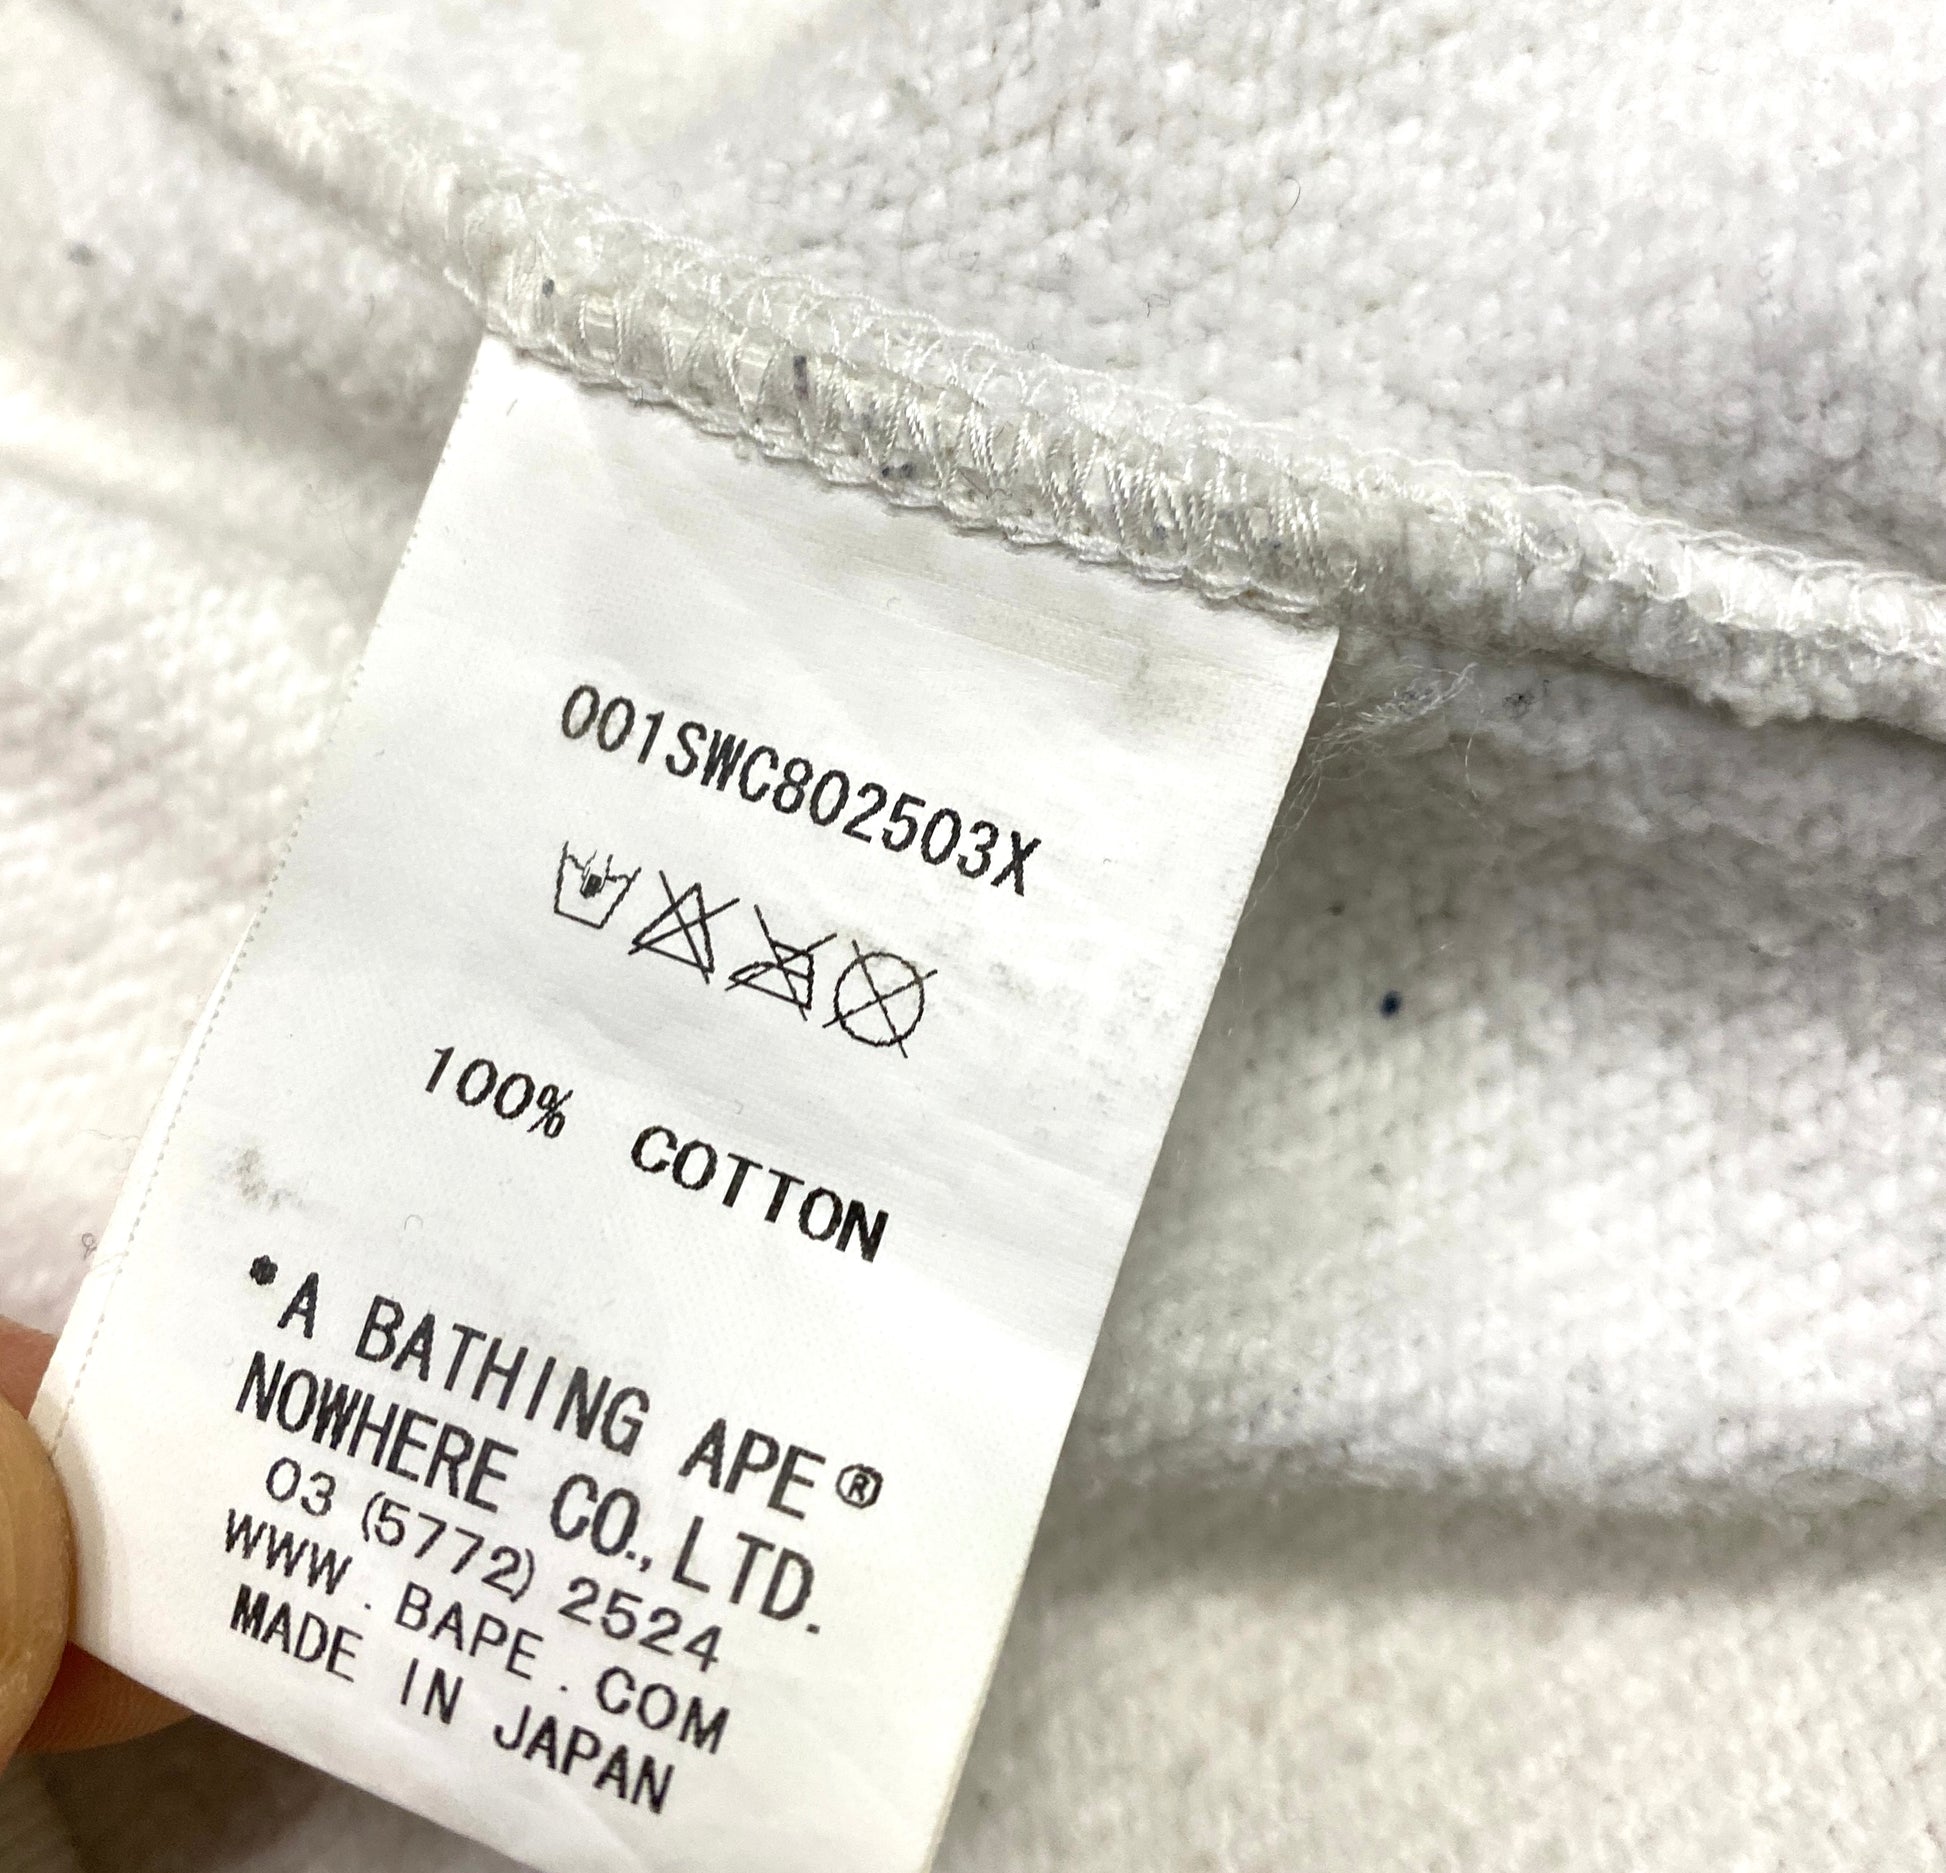 001SWC802503X
100% COTTON
•A BATHING APE®
NOWHERE CO.,LTD.
03 (5772) 2524
WWW.BAPE.COM
MADE IN JAPAN